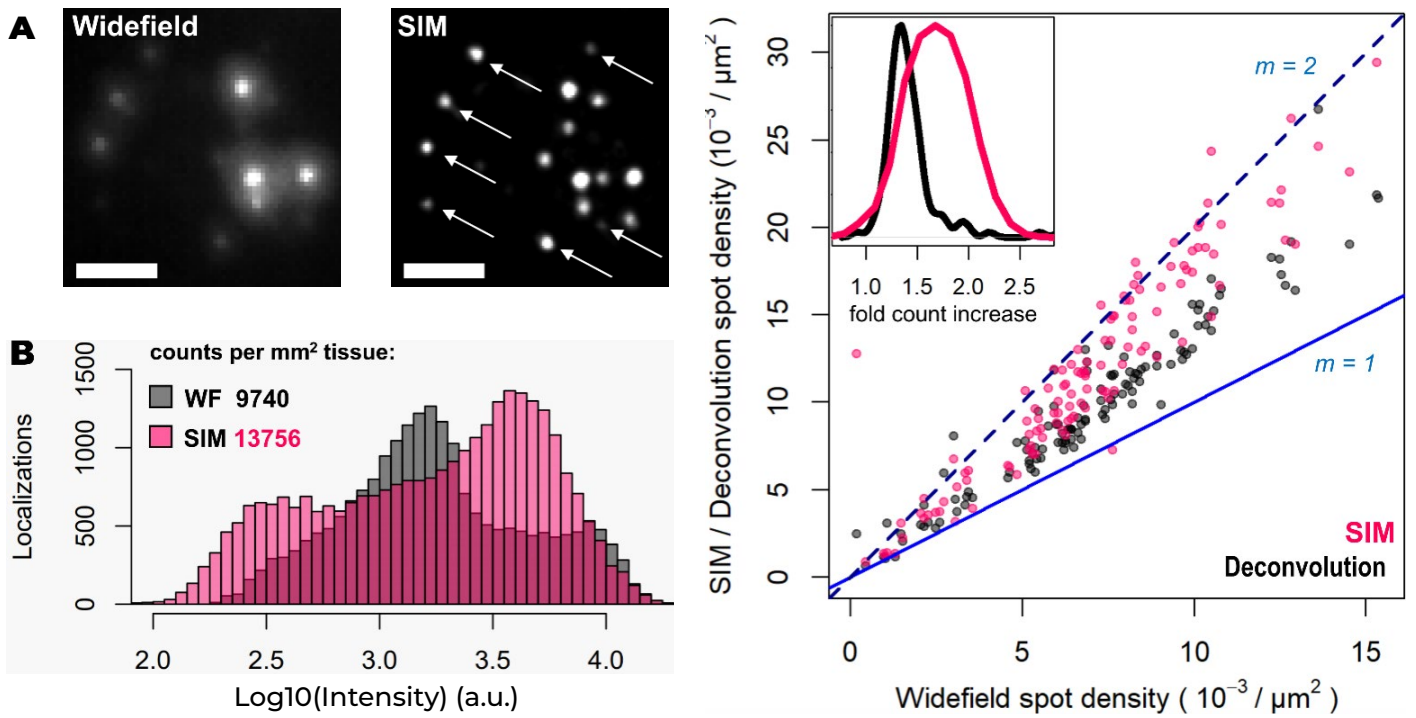 A
Widefield
SIM
B
counts per mm² tissue:
WF 9740
SIM 13756
Localizations
0
500
1000
1500
2.0
2.5
3.0
3.5
4.0
Log10(Intensity) (a.u.)
SIM / Deconvolution spot density (10⁻³ / µm²)
0
5
10
15
20
25
30
1.0
1.5
2.0
2.5
fold count increase
m = 2
m = 1
SIM
Deconvolution
0
5
10
15
Widefield spot density ( 10⁻³ / µm² )